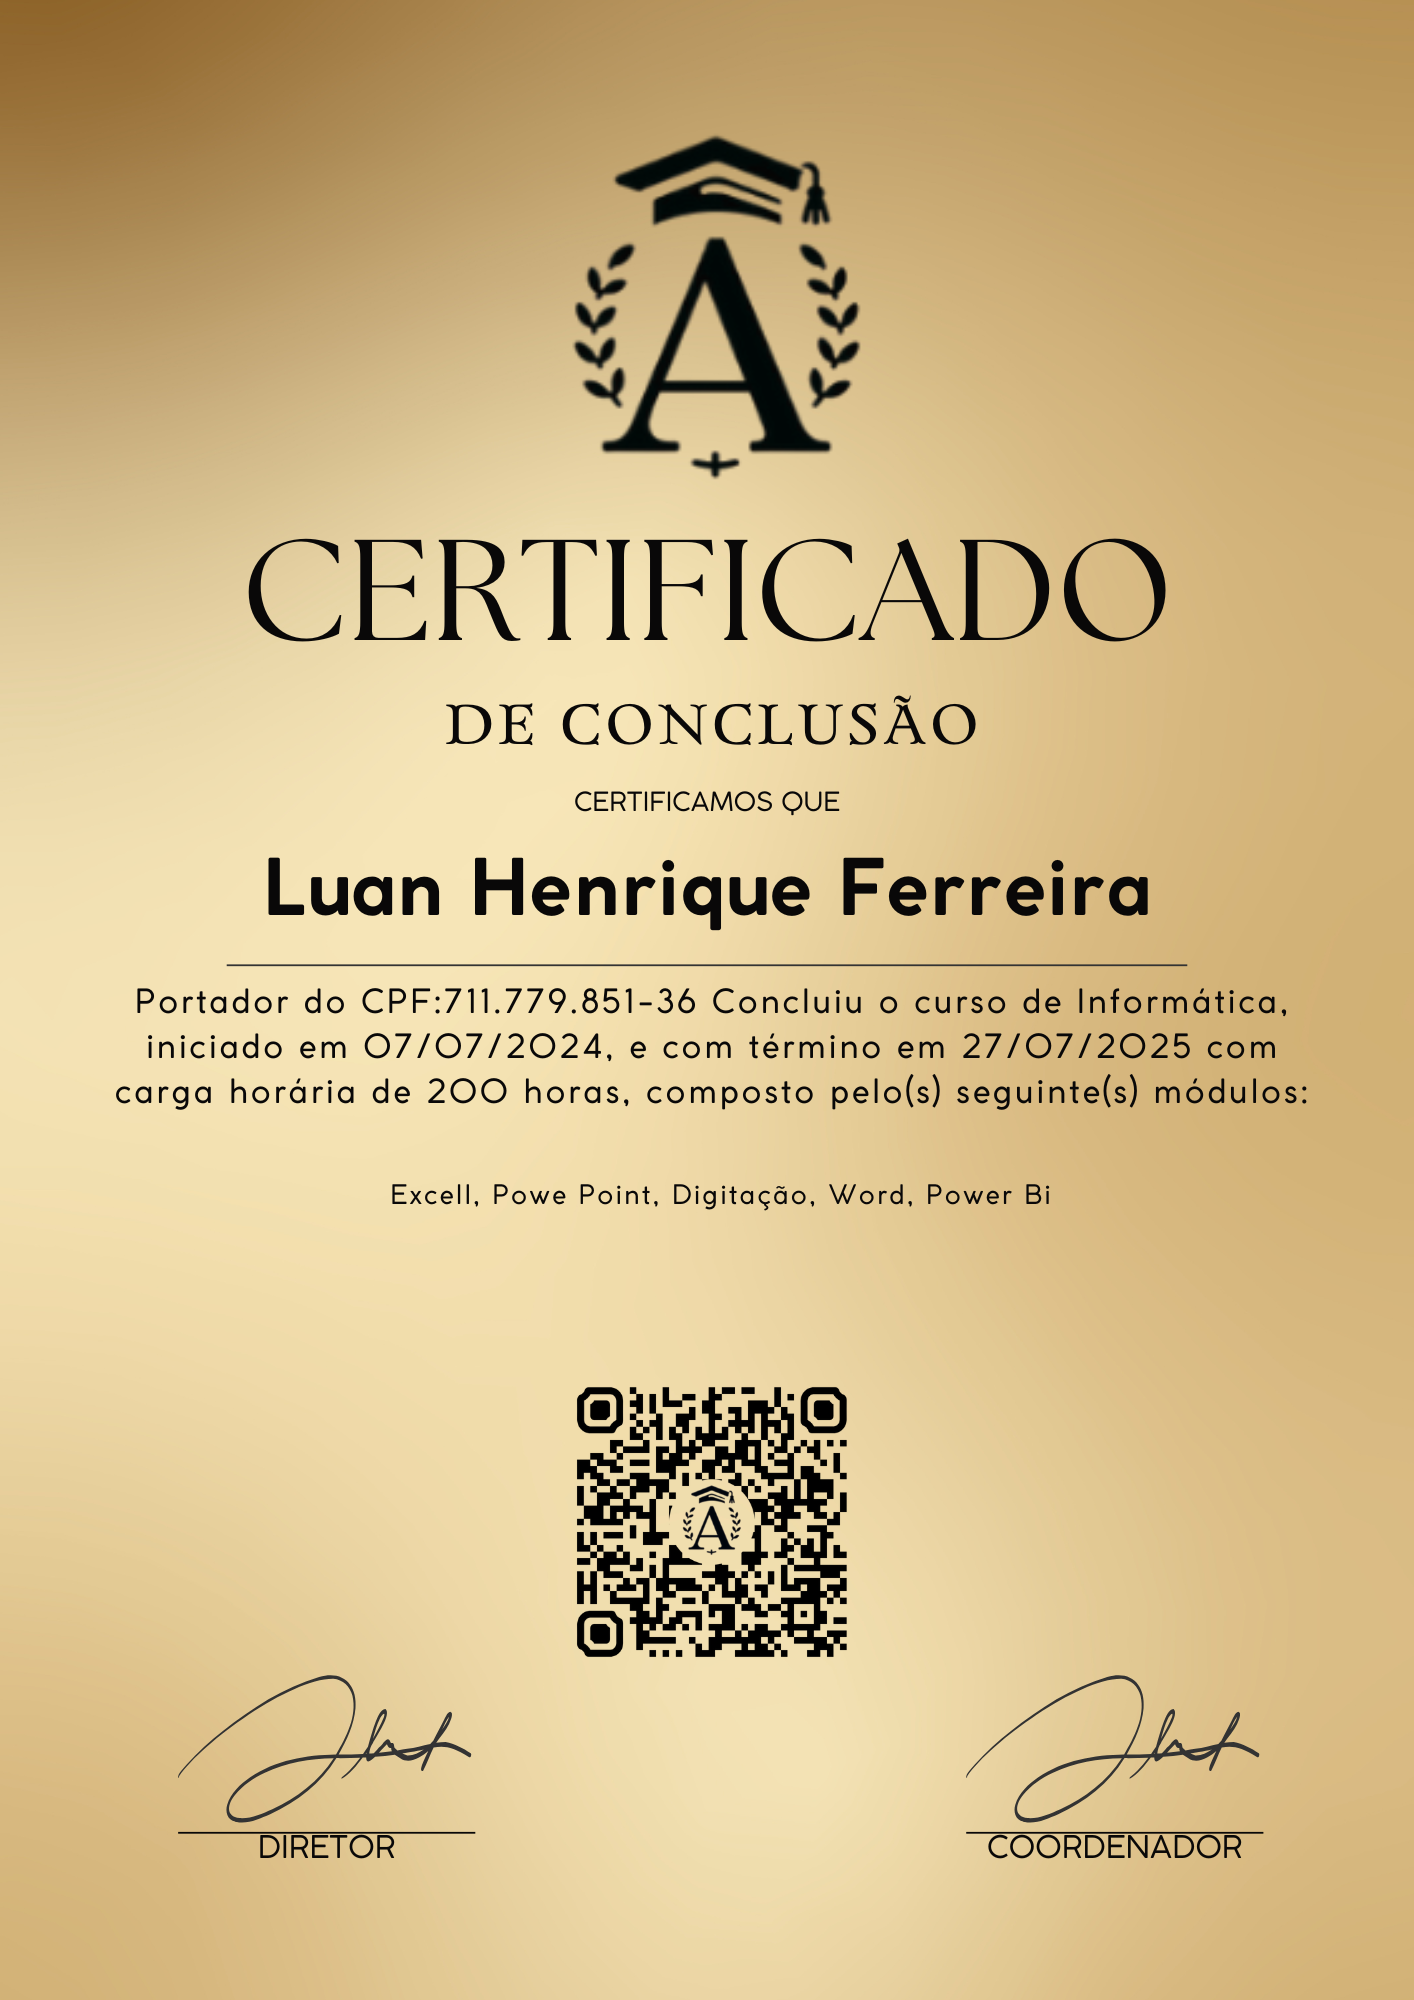 A
CERTIFICADO
DE CONCLUSÃO
CERTIFICAMOS QUE
Luan Henrique Ferreira
Portador do CPF:711.779.851-36 Concluiu o curso de Informática,
iniciado em 07/07/2024, e com término em 27/07/2025 com
carga horária de 200 horas, composto pelo(s) seguinte(s) módulos:
Excell, Powe Point, Digitação, Word, Power Bi
A
DIRETOR
COORDENADOR